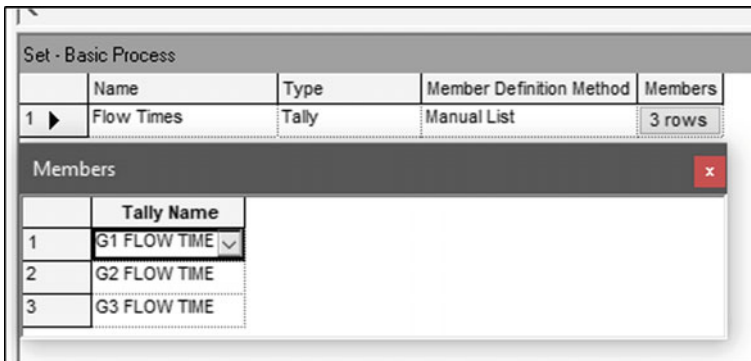 Set - Basic Process
Name Type Member Definition Method Members
1 Flow Times Tally Manual List 3 rows
Members x
Tally Name
1 G1 FLOW TIME
2 G2 FLOW TIME
3 G3 FLOW TIME